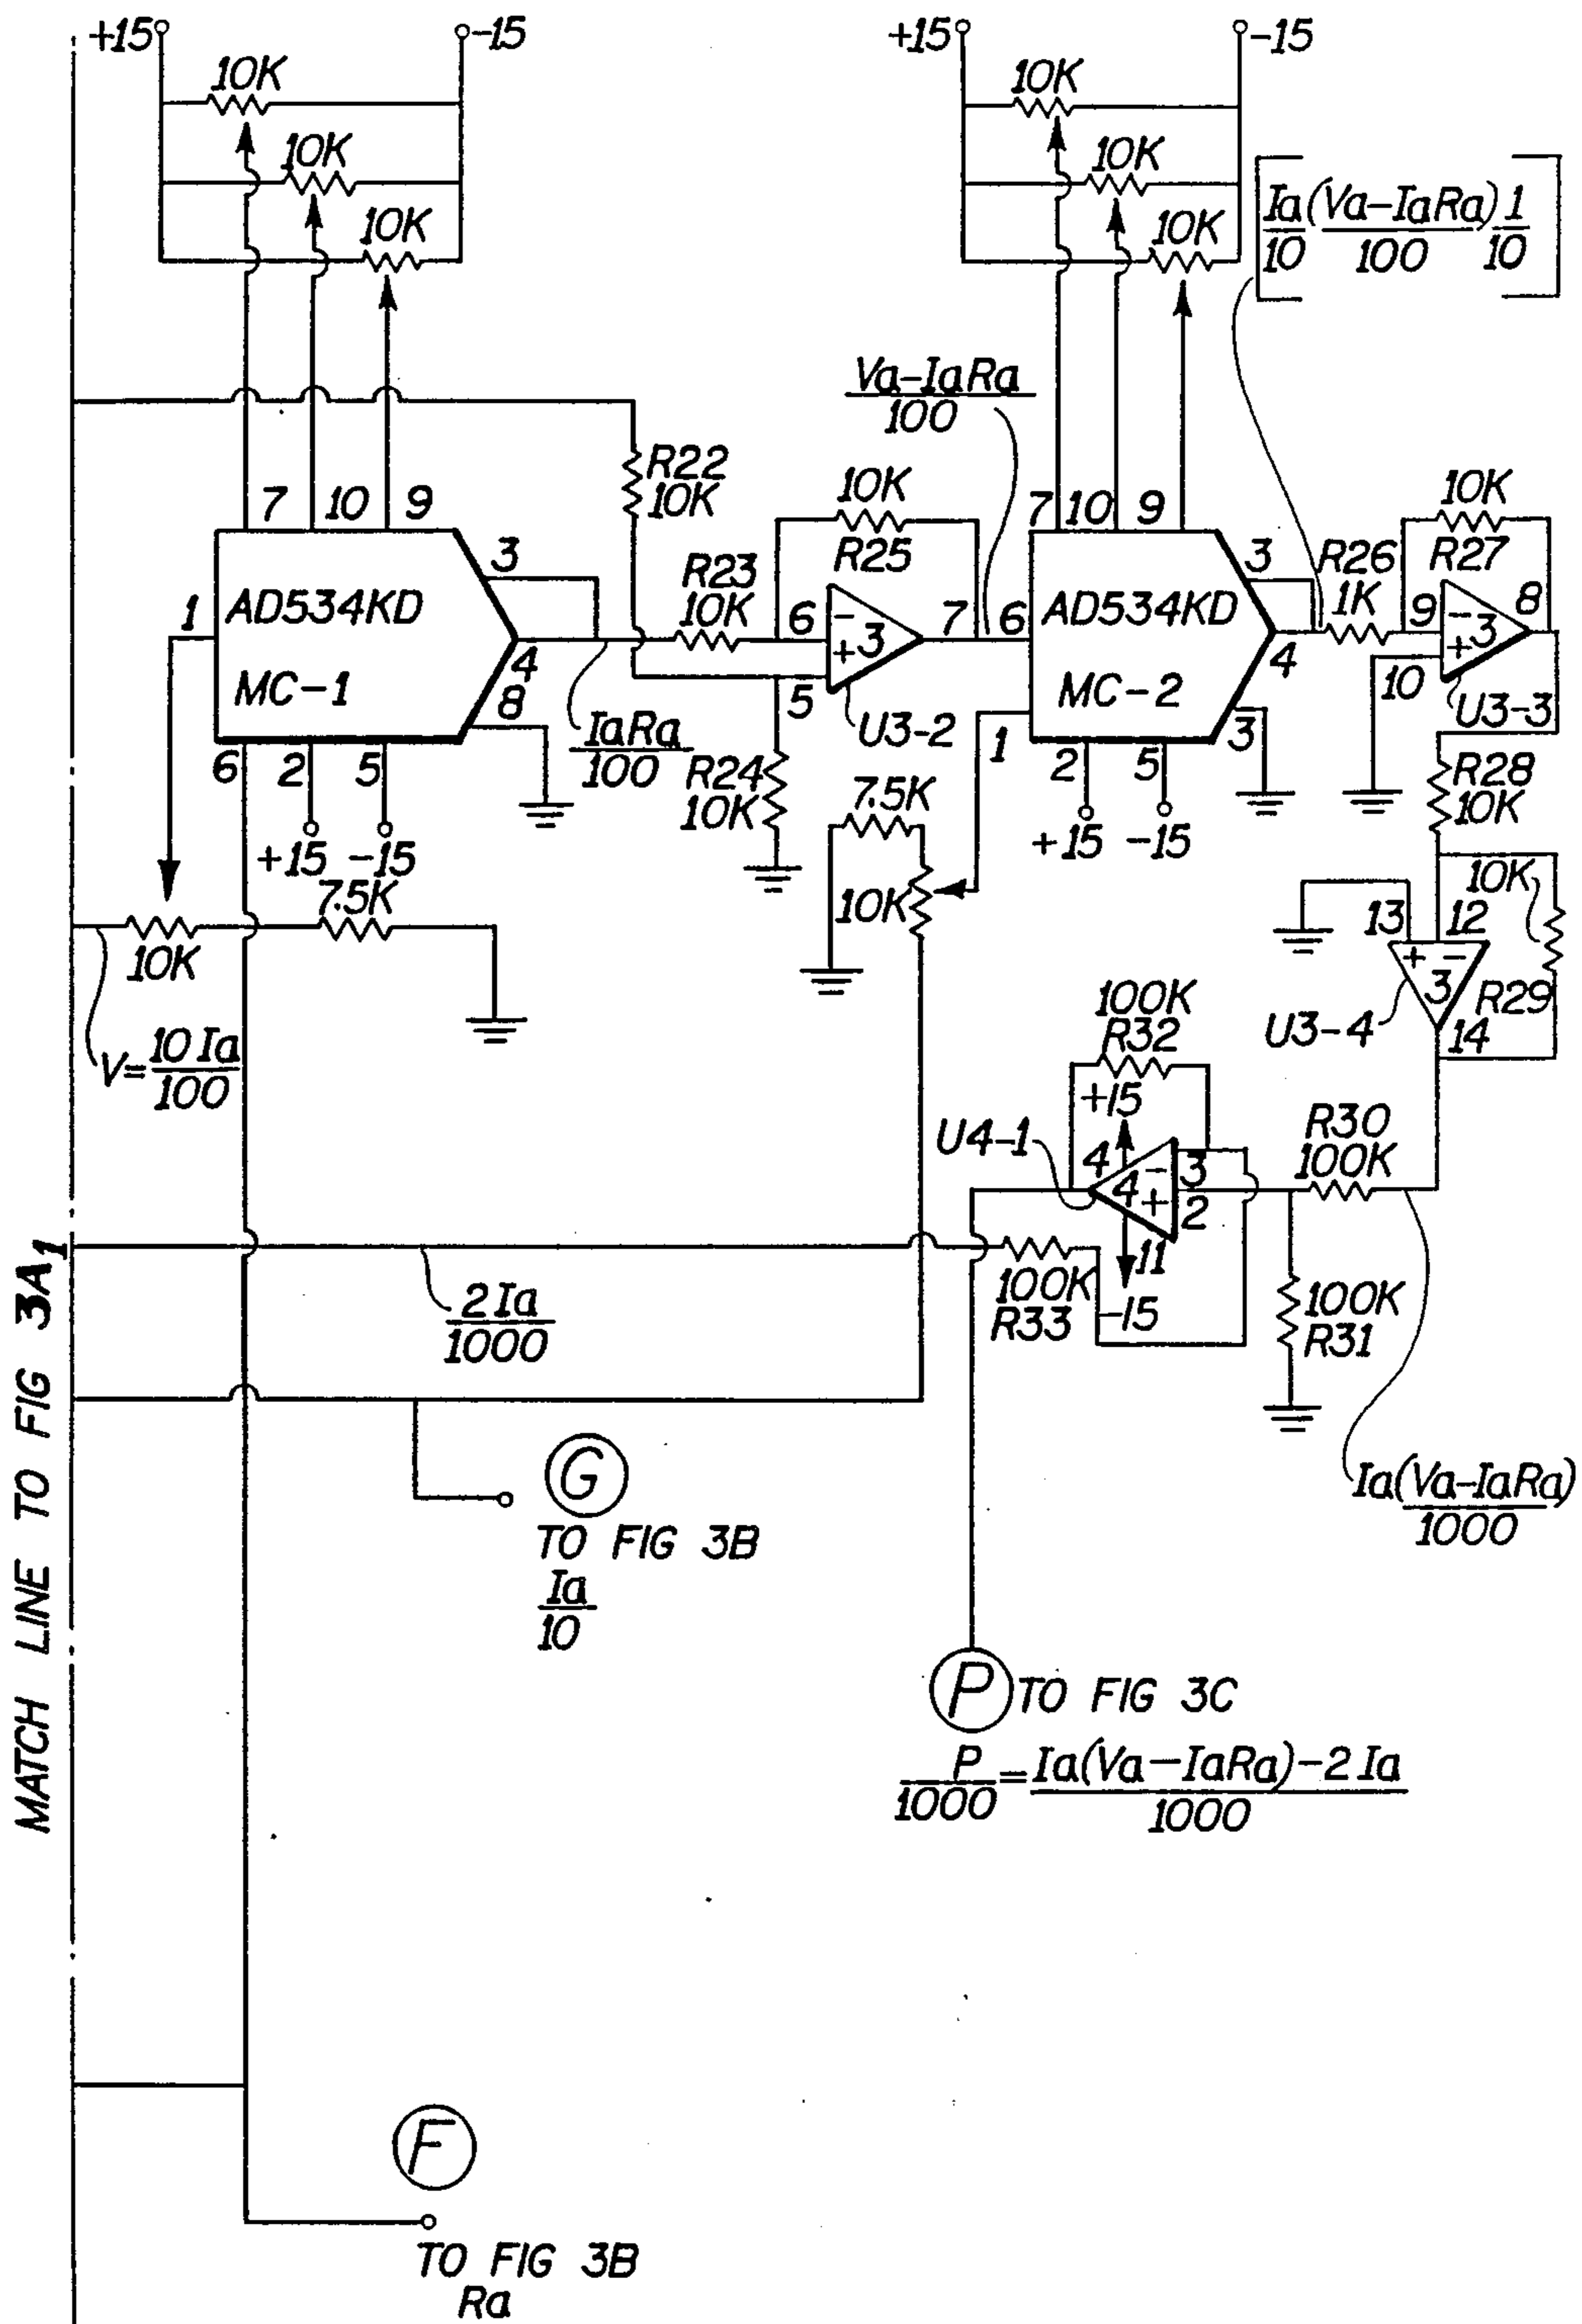 +15 -15 +15 -15
10K 10K
10K 10K
10K 10K
[Ia/10 (Va-IaRa)/100 1/10]
Va-IaRa
100
R22
10K
7 10 9
10K
R25
7 10 9
10K
R27
3
R23
10K
3
R26
1K
1 AD534KD
6 - 7
6 AD534KD
9 - 8
+ 3
+ 3
4
MC-1
8
5
U3-2
4
MC-2
3
10
U3-3
1
6 2 5
IaRa
100
R24
10K
7.5K
2 5
R28
10K
+15 -15
+15 -15
7.5K
10K
10K
10K
13 12
+ -
3
R29
U3-4
14
V=10 A/100
100K
R32
+15
U4-1
4 - 3
4
+ 2
11
-15
R30
100K
100K
R33
100K
R31
2 Ia
1000
MATCH LINE TO FIG 3A1
G
TO FIG 3B
Ia
10
Ia(Va-IaRa)
1000
P TO FIG 3C
P/1000 = Ia(Va-IaRa)-2 Ia/1000
F
TO FIG 3B
Ra